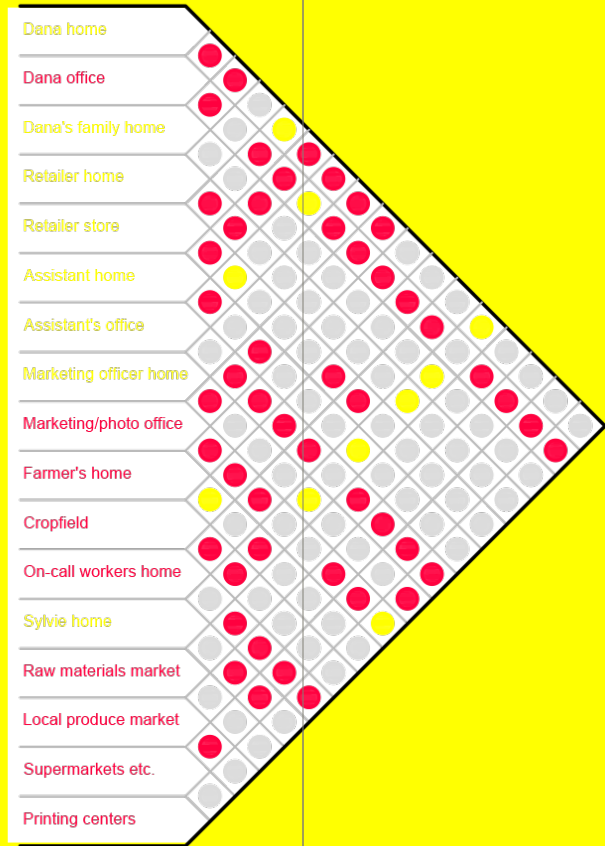 Dana home
Dana office
Dana's family home
Retailer home
Retailer store
Assistant home
Assistant's office
Marketing officer home
Marketing/photo office
Farmer's home
Cropfield
On-call workers home
Sylvie home
Raw materials market
Local produce market
Supermarkets etc.
Printing centers